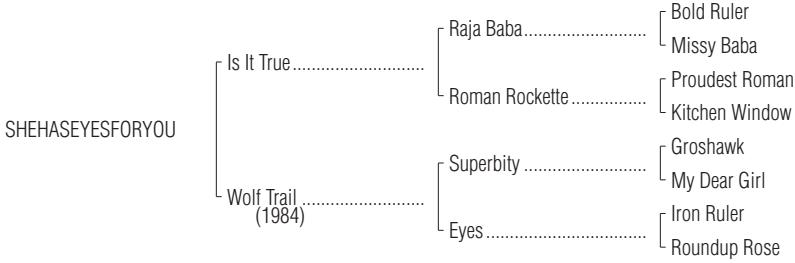 Bold Ruler
Raja Baba
Missy Baba
Is It True
Proudest Roman
Roman Rockette
Kitchen Window
SHEHASEYESFORYOU
Groshawk
Superbity
My Dear Girl
Wolf Trail
(1984)
Iron Ruler
Eyes
Roundup Rose